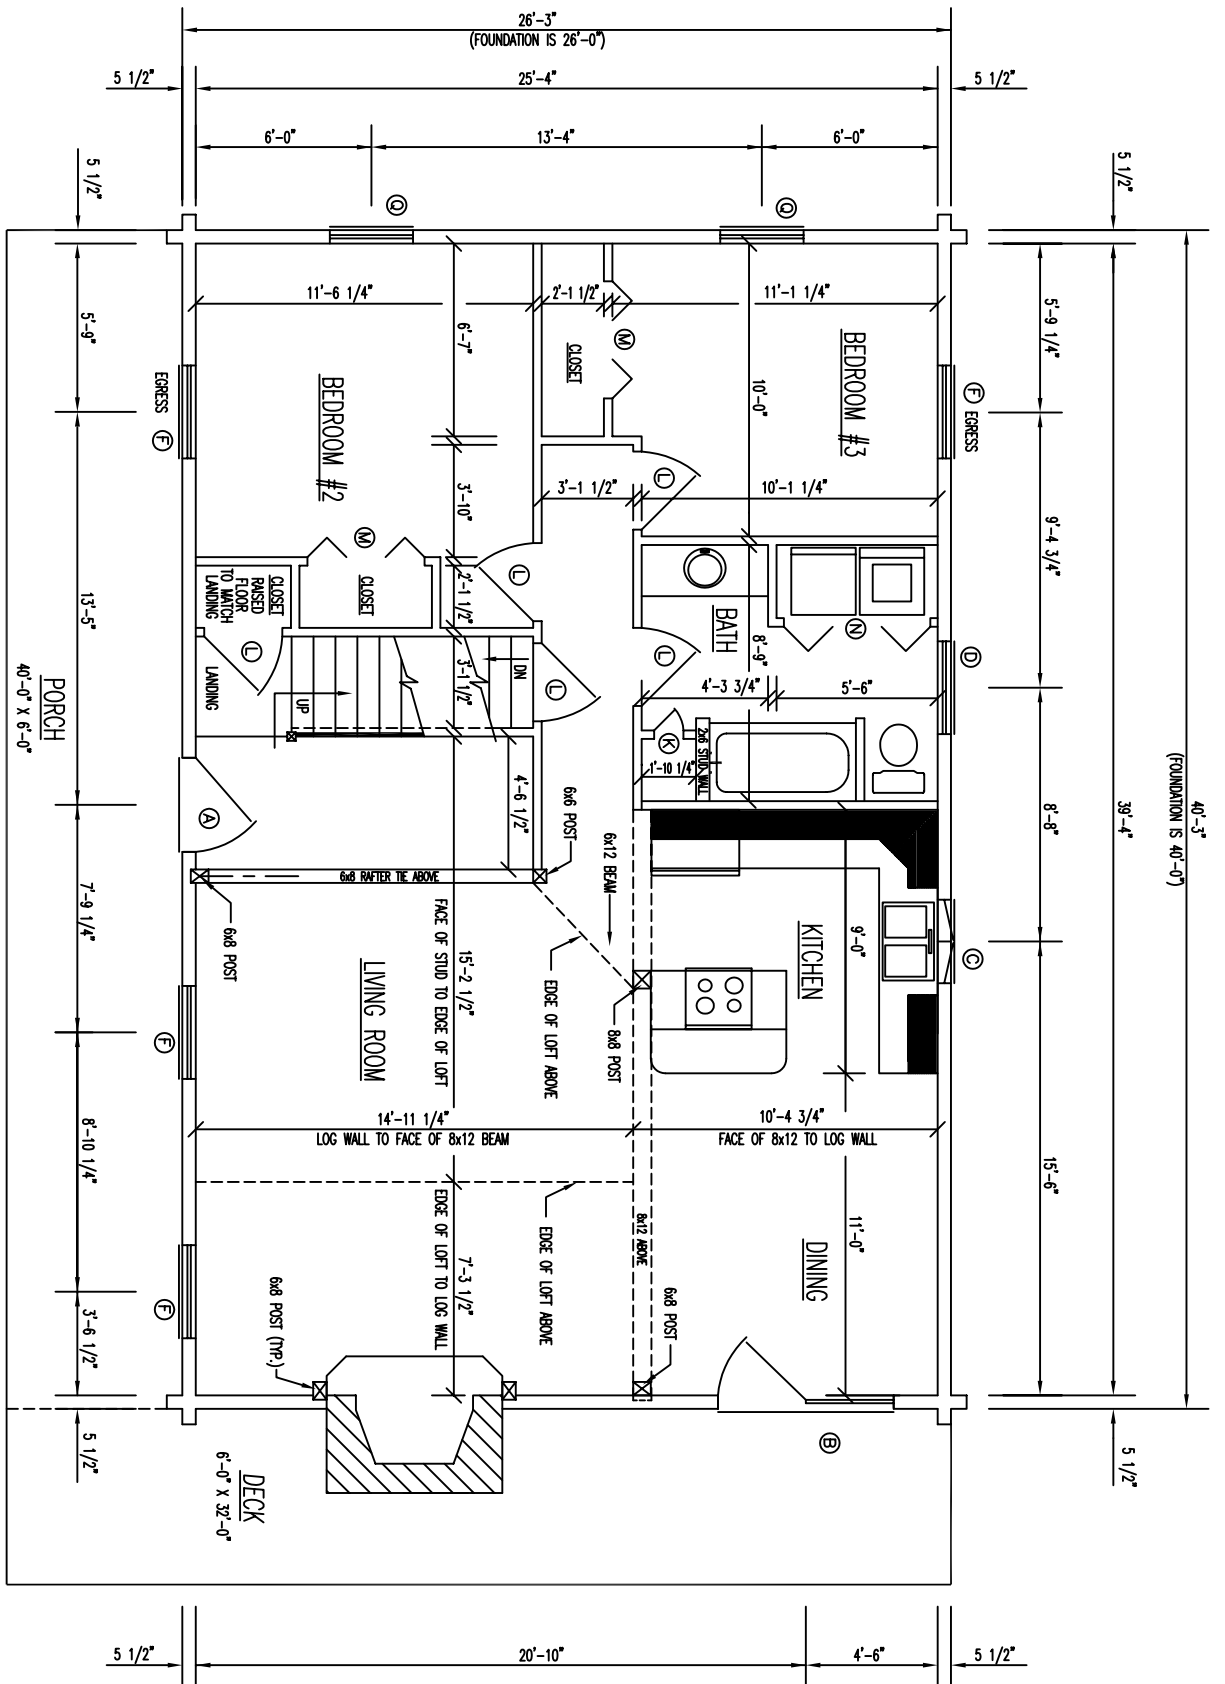 26'-3"
(FOUNDATION IS 26'-0")
5 1/2"
25'-4"
5 1/2"
6'-0"
13'-4"
6'-0"
5 1/2"
5 1/2"
Q
Q
11'-6 1/4"
2'-1 1/2"
11'-1 1/4"
5'-9"
6'-7"
CLOSET
M
10'-0"
BEDROOM #3
5'-9 1/4"
F EGRESS
EGRESS
F
BEDROOM #2
3'-10"
3'-1 1/2"
L
10'-1 1/4"
9'-4 3/4"
M
CLOSET
RAISED
FLOOR
TO MATCH
LANDING
CLOSET
2'-1 1/2"
L
BATH
N
13'-5"
L
LANDING
UP
3'-1 1/2"
DN
L
L
8'-9"
4'-3 3/4"
5'-6"
D
PORCH
40'-0" X 6'-0"
K
1'-10 1/4"
2x6 STUD WALL
4'-6 1/2"
6x6 POST
6x12 BEAM
8'-8"
39'-4"
40'-3"
(FOUNDATION IS 40'-0")
A
6x8 RAFTER TIE ABOVE
6x8 POST
7'-9 1/4"
LIVING ROOM
15'-2 1/2"
FACE OF STUD TO EDGE OF LOFT
EDGE OF LOFT ABOVE
8x8 POST
KITCHEN
9'-0"
C
F
14'-11 1/4"
LOG WALL TO FACE OF 8x12 BEAM
10'-4 3/4"
FACE OF 8x12 TO LOG WALL
8'-10 1/4"
15'-6"
7'-3 1/2"
EDGE OF LOFT TO LOG WALL
EDGE OF LOFT ABOVE
8x12 ABOVE
DINING
11'-0"
F
3'-6 1/2"
6x8 POST (TYP.)
6x8 POST
B
5 1/2"
5 1/2"
DECK
6'-0" X 32'-0"
5 1/2"
20'-10"
4'-6"
5 1/2"